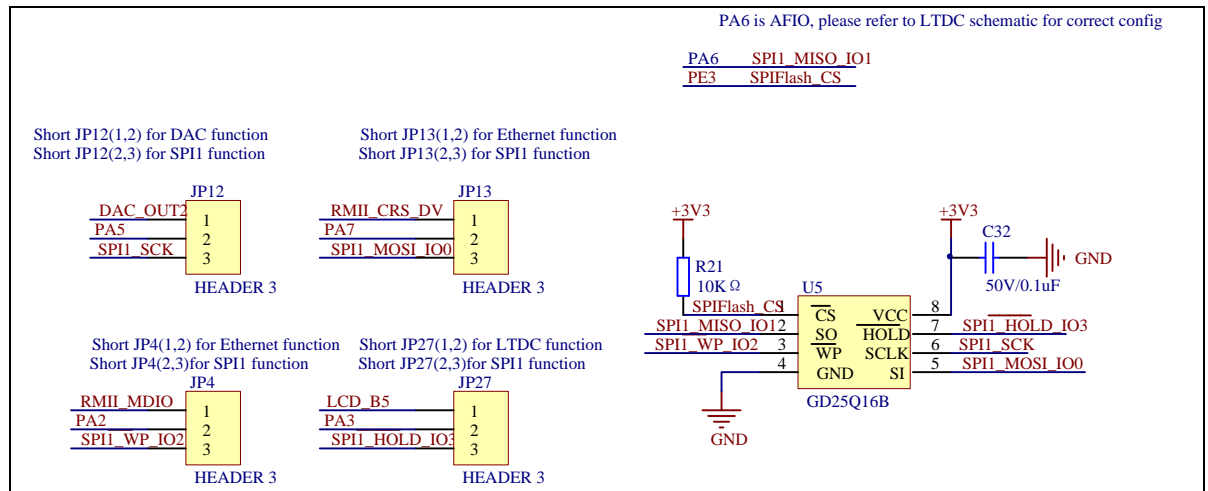 PA6 is AFIO, please refer to LTDC schematic for correct config
PA6 SPI1_MISO_IO1
PE3 SPIFlash_CS
Short JP12(1,2) for DAC function
Short JP12(2,3) for SPI1 function
JP12
DAC_OUT2 1
PA5 2
SPI1_SCK 3
HEADER 3
Short JP13(1,2) for Ethernet function
Short JP13(2,3) for SPI1 function
JP13
RMII_CRS_DV 1
PA7 2
SPI1_MOSI_IO0 3
HEADER 3
Short JP4(1,2) for Ethernet function
Short JP4(2,3)for SPI1 function
JP4
RMII_MDIO 1
PA2 2
SPI1_WP_IO2 3
HEADER 3
Short JP27(1,2) for LTDC function
Short JP27(2,3)for SPI1 function
JP27
LCD_B5 1
PA3 2
SPI1_HOLD_IO3 3
HEADER 3
+3V3 +3V3
R21
10KΩ
C32
50V/0.1uF
GND
U5
SPIFlash_CS 1 CS VCC 8
SPI1_MISO_IO1 2 SO HOLD 7 SPI1_HOLD_IO3
SPI1_WP_IO2 3 WP SCLK 6 SPI1_SCK
4 GND SI 5 SPI1_MOSI_IO0
GD25Q16B
GND